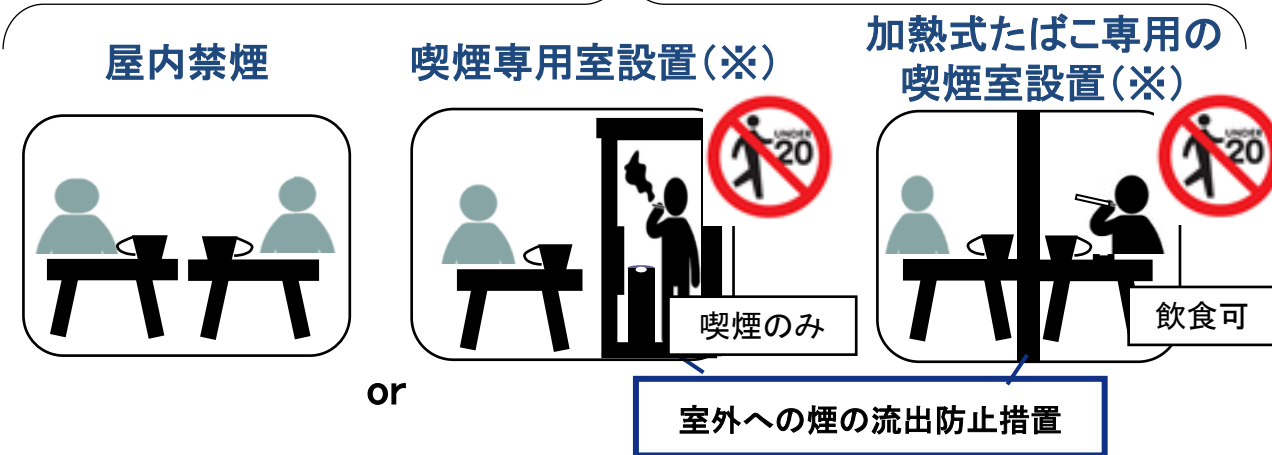 屋内禁煙
喫煙専用室設置(※)
加熱式たばこ専用の
喫煙室設置(※)
UNDER
20
UNDER
20
喫煙のみ
飲食可
or
室外への煙の流出防止措置